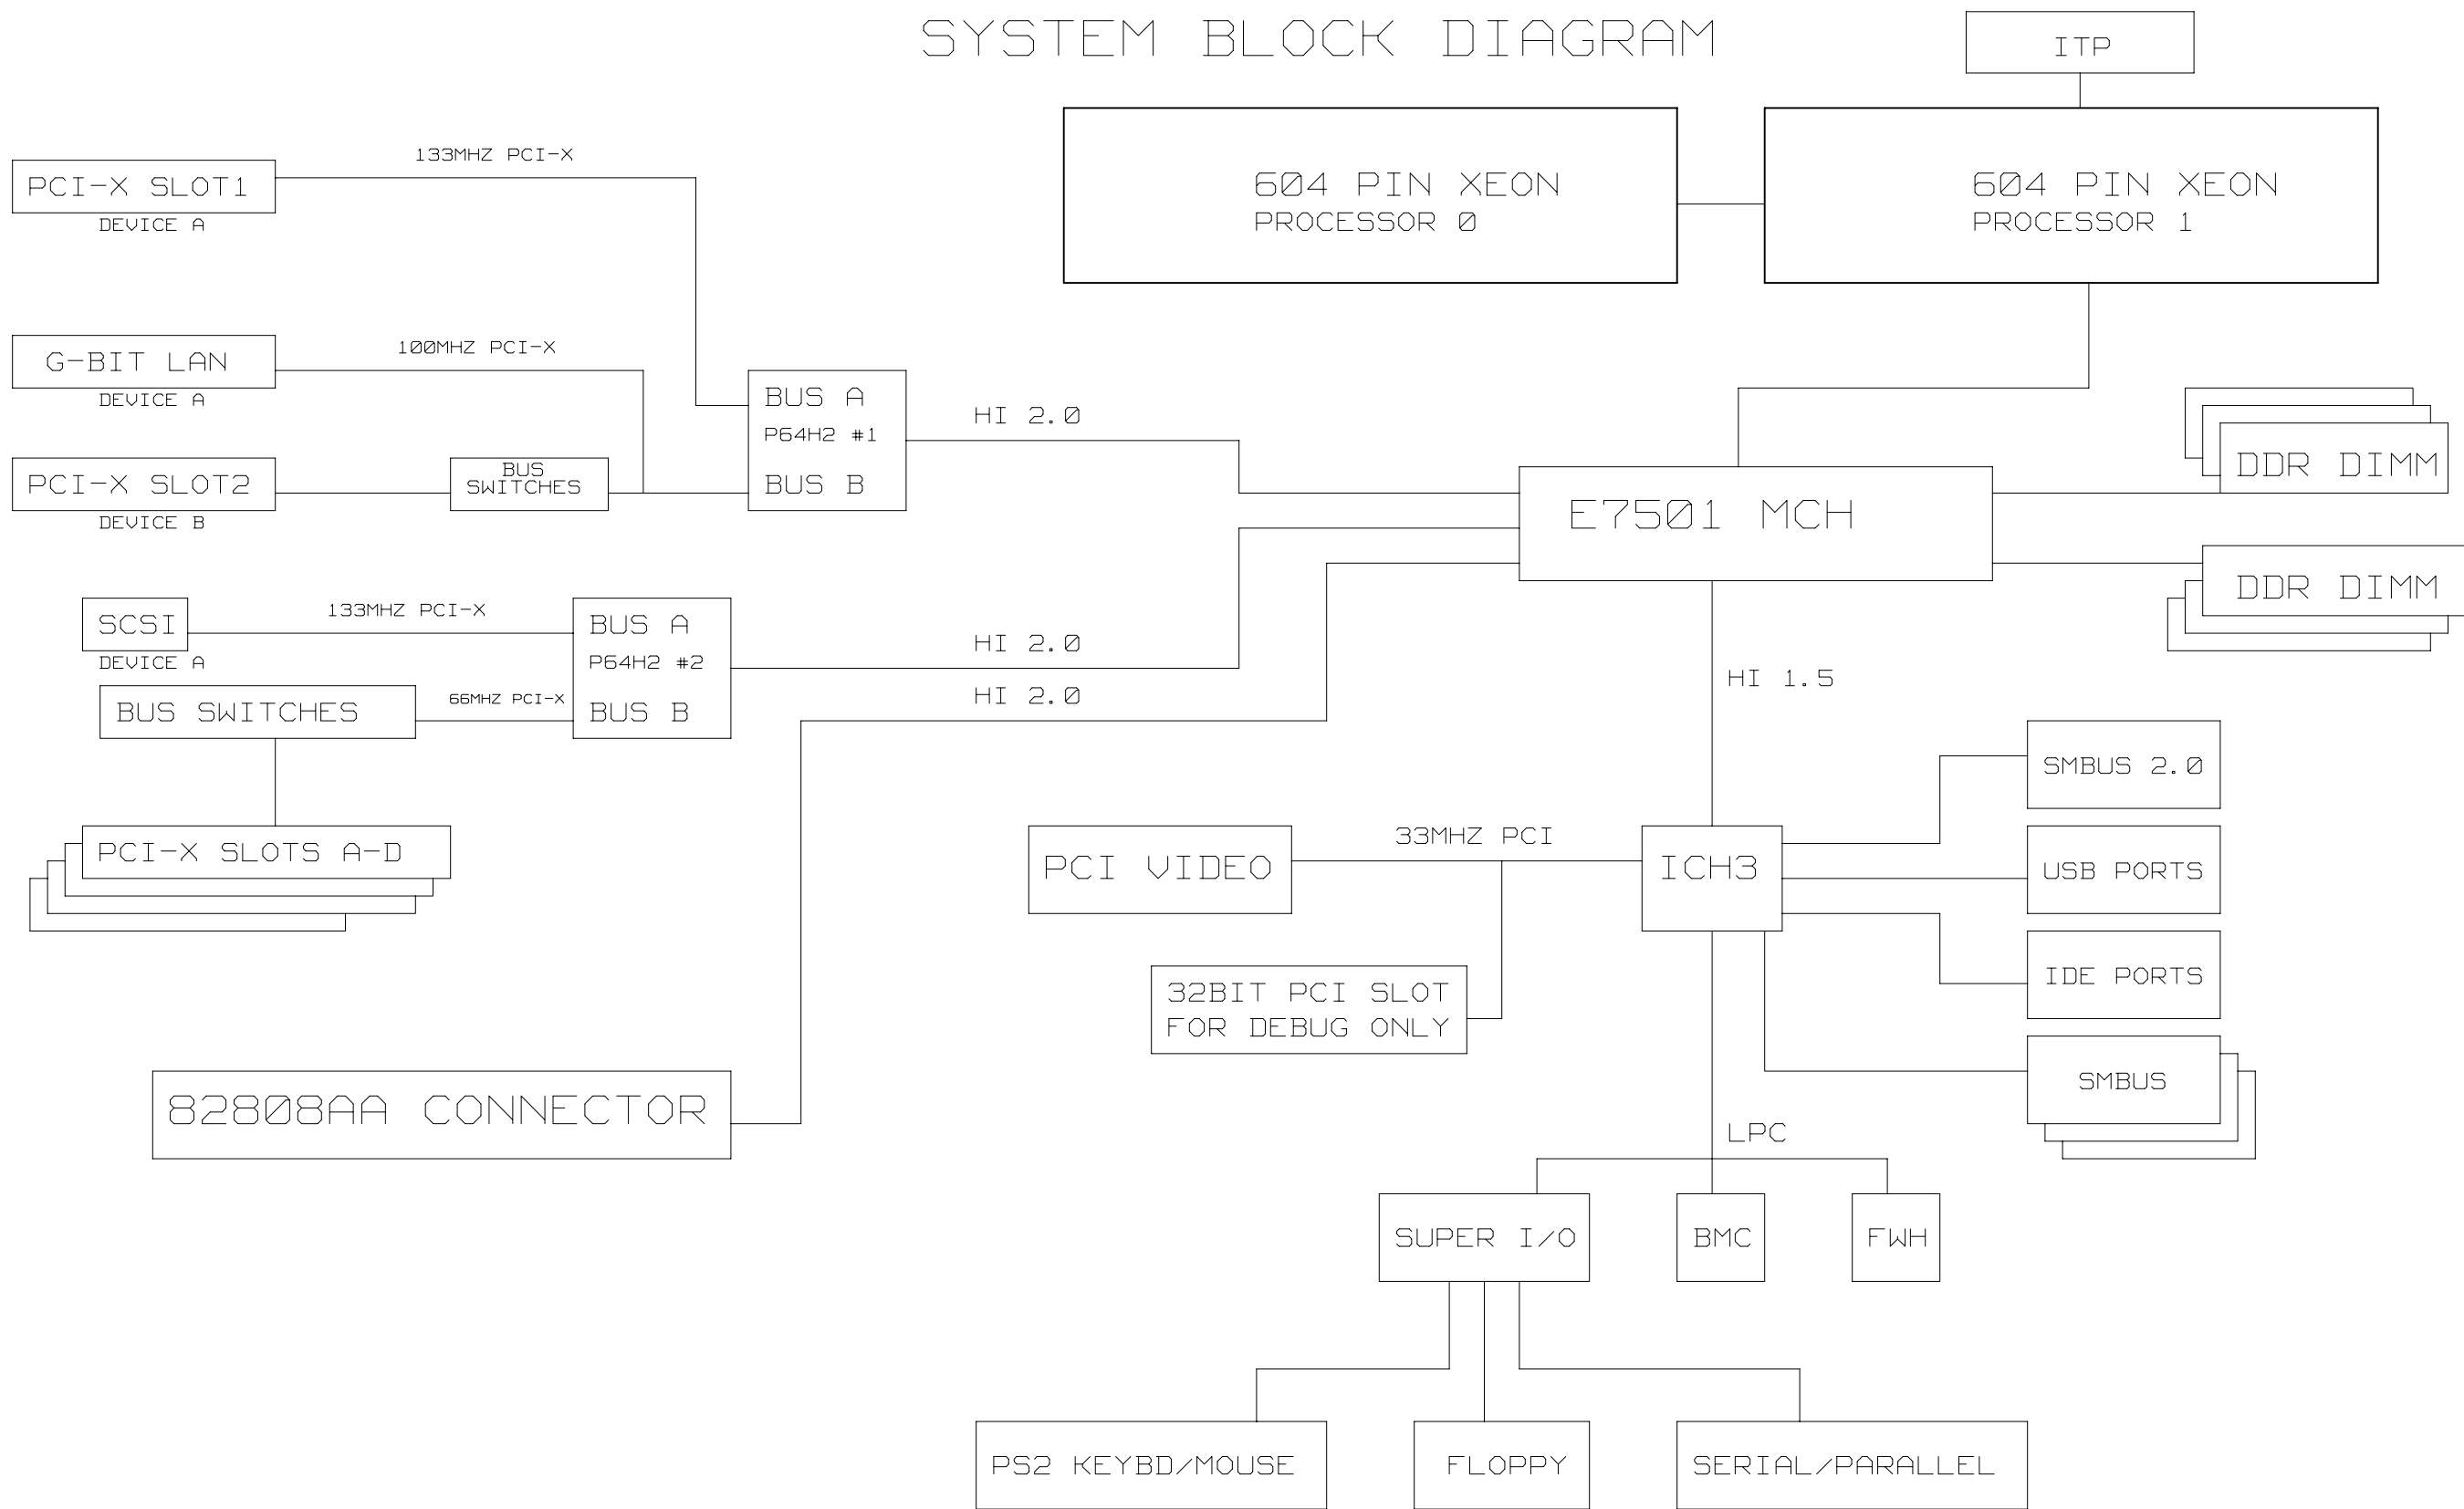 SYSTEM BLOCK DIAGRAM
ITP
604 PIN XEON
PROCESSOR 0
604 PIN XEON
PROCESSOR 1
133MHZ PCI-X
PCI-X SLOT1
DEVICE A
100MHZ PCI-X
G-BIT LAN
DEVICE A
BUS A
P64H2 #1
BUS B
HI 2.0
PCI-X SLOT2
DEVICE B
BUS
SWITCHES
E7501 MCH
DDR DIMM
DDR DIMM
SCSI
DEVICE A
133MHZ PCI-X
BUS A
P64H2 #2
BUS B
HI 2.0
HI 2.0
HI 1.5
BUS SWITCHES
66MHZ PCI-X
PCI-X SLOTS A-D
PCI VIDEO
33MHZ PCI
ICH3
SMBUS 2.0
USB PORTS
IDE PORTS
SMBUS
32BIT PCI SLOT
FOR DEBUG ONLY
82808AA CONNECTOR
LPC
SUPER I/O
BMC
FWH
PS2 KEYBD/MOUSE
FLOPPY
SERIAL/PARALLEL